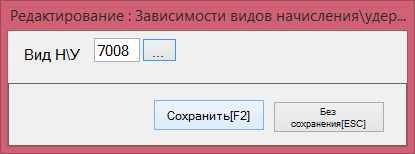 Редактирование : Зависимости видов начисления\удер...
Вид Н\У 7008 ...
Сохранить[F2]
Без
сохранения[ESC]